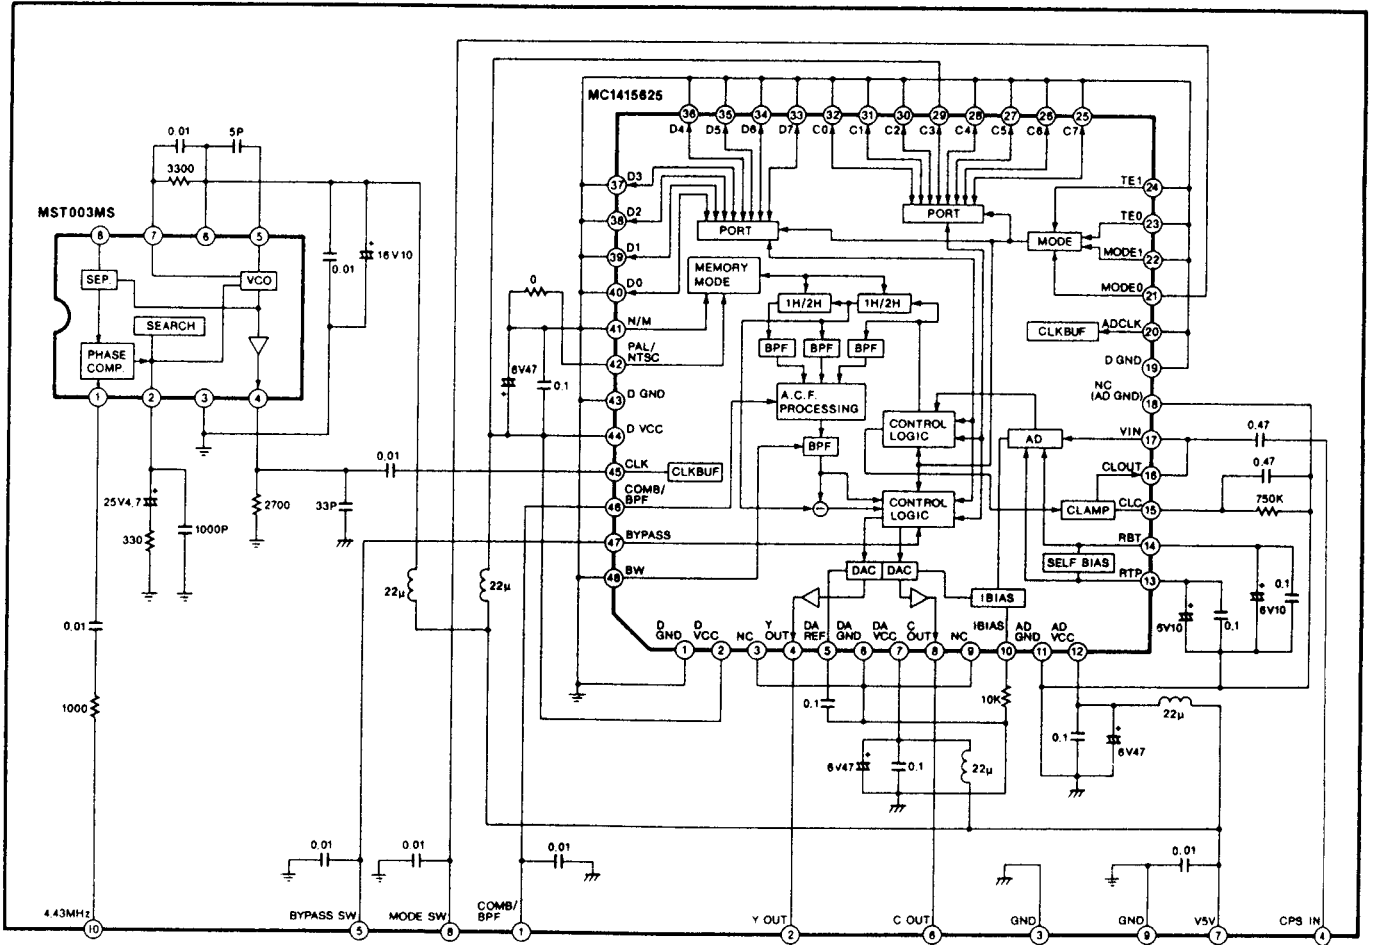 MC1415625
36 35 34 33 32 31 30 29 28 27 26 25
D4 D5 D6 D7 C0 C1 C2 C3 C4 C5 C6 C7
0.01 5P
3300
MST003MS
8 7 6 5
SEP. VCO
SEARCH
PHASE
COMP.
1 2 3 4
0.01
16V10
37 D3
38 D2
39 D1
40 D0
41 N/M
42 PAL/
NTSC
43 D GND
44 D VCC
45 CLK
46 COMB/
BPF
47 BYPASS
48 BW
0
6V47
0.1
0.01
33P
2700
25V4.7
330
1000P
0.01
1000
22μ
22μ
PORT
PORT
MEMORY
MODE
1H/2H 1H/2H
BPF BPF BPF
A.C.F.
PROCESSING
BPF
CONTROL
LOGIC
CONTROL
LOGIC
CLKBUF
DAC DAC
IBIAS
AD
MODE
CLKBUF
CLAMP
SELF BIAS
TE1 24
TE0 23
MODE1 22
MODE0 21
ADCLK 20
D GND 19
NC
(AD GND) 18
VIN 17
CLOUT 16
CLC 15
RBT 14
RTP 13
0.47
0.47
750K
6V10
0.1
6V10
0.1
D
GND
D
VCC
NC
Y
OUT
DA
REF
DA
GND
DA
VCC
C
OUT
NC
IBIAS
AD
GND
AD
VCC
1 2 3 4 5 6 7 8 9 10 11 12
0.1
10K
6V47
0.1
22μ
0.1
6V47
22μ
0.01
0.01
0.01
0.01
4.43MHz 10
BYPASS SW 5
MODE SW 8
COMB/
BPF 1
Y OUT 2
C OUT 6
GND 3
GND 9
V5V 7
CPS IN 4